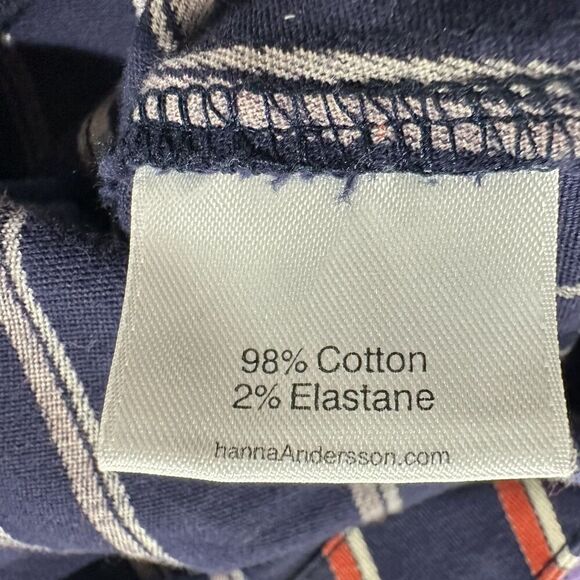 98% Cotton
2% Elastane
hannaAndersson.com